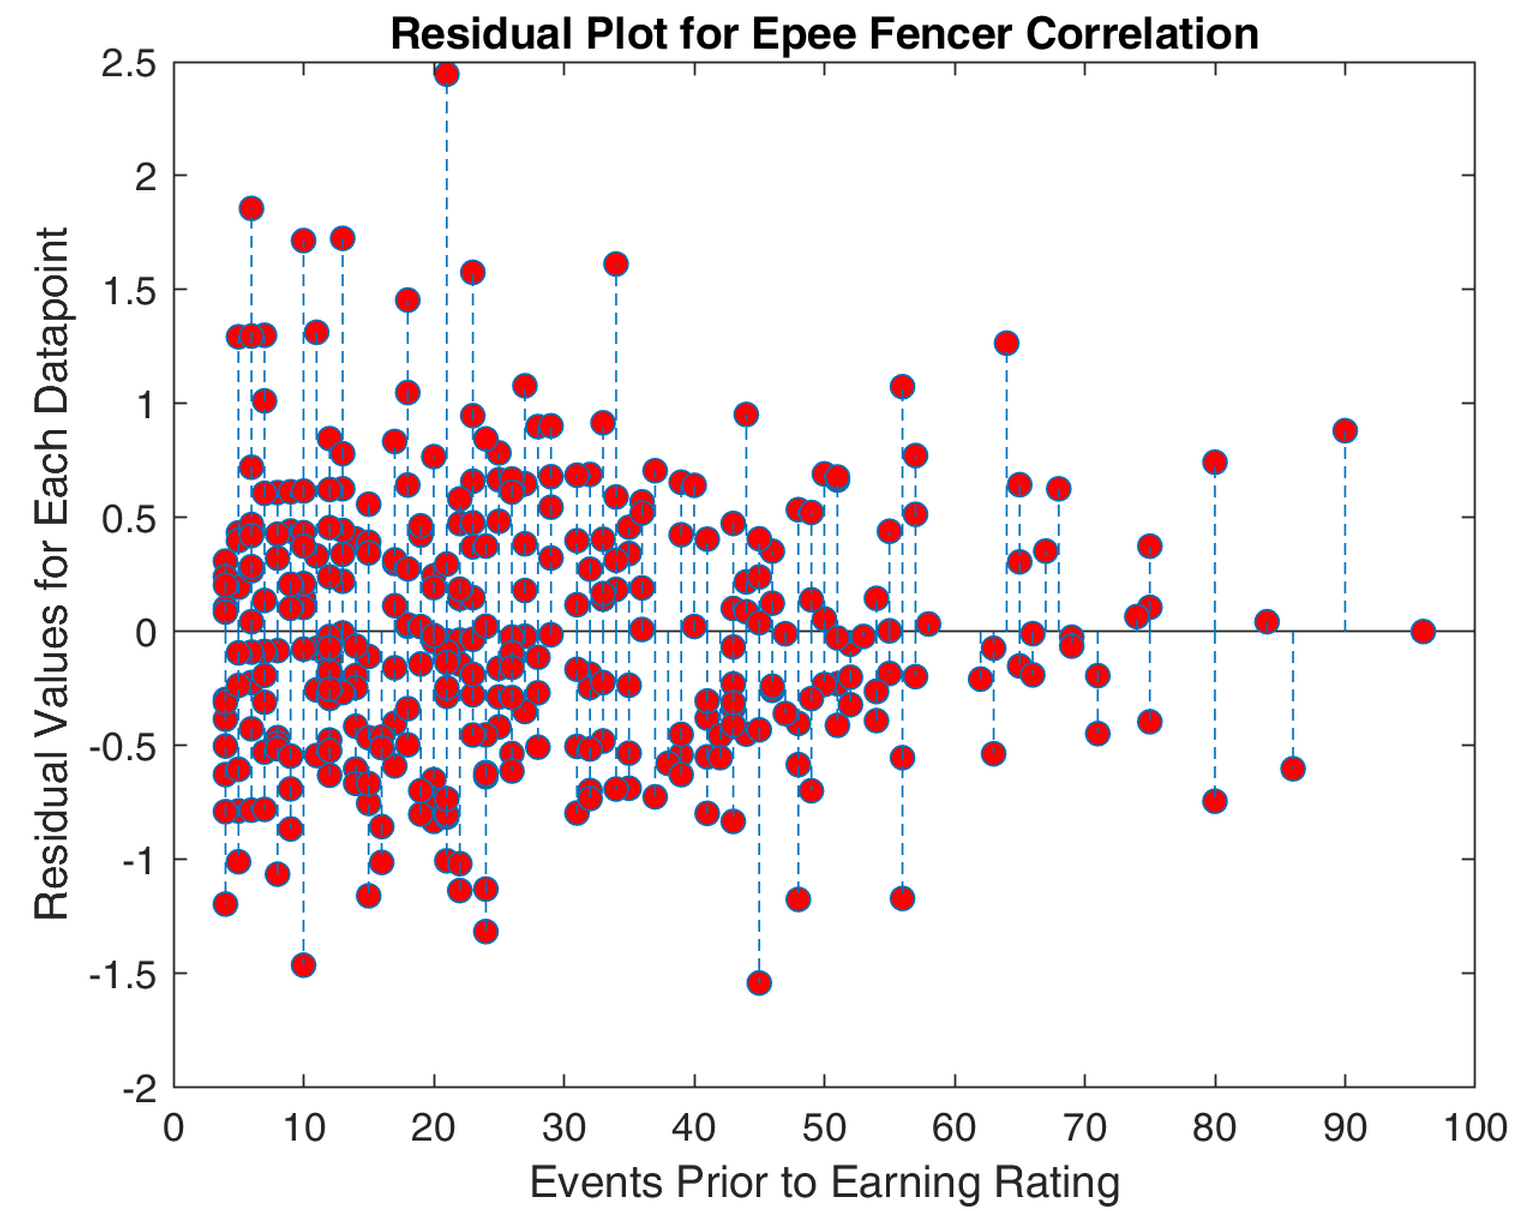 Residual Plot for Epee Fencer Correlation
2.5
2
1.5
1
0.5
0
-0.5
-1
-1.5
-2
Residual Values for Each Datapoint
0 10 20 30 40 50 60 70 80 90 100
Events Prior to Earning Rating